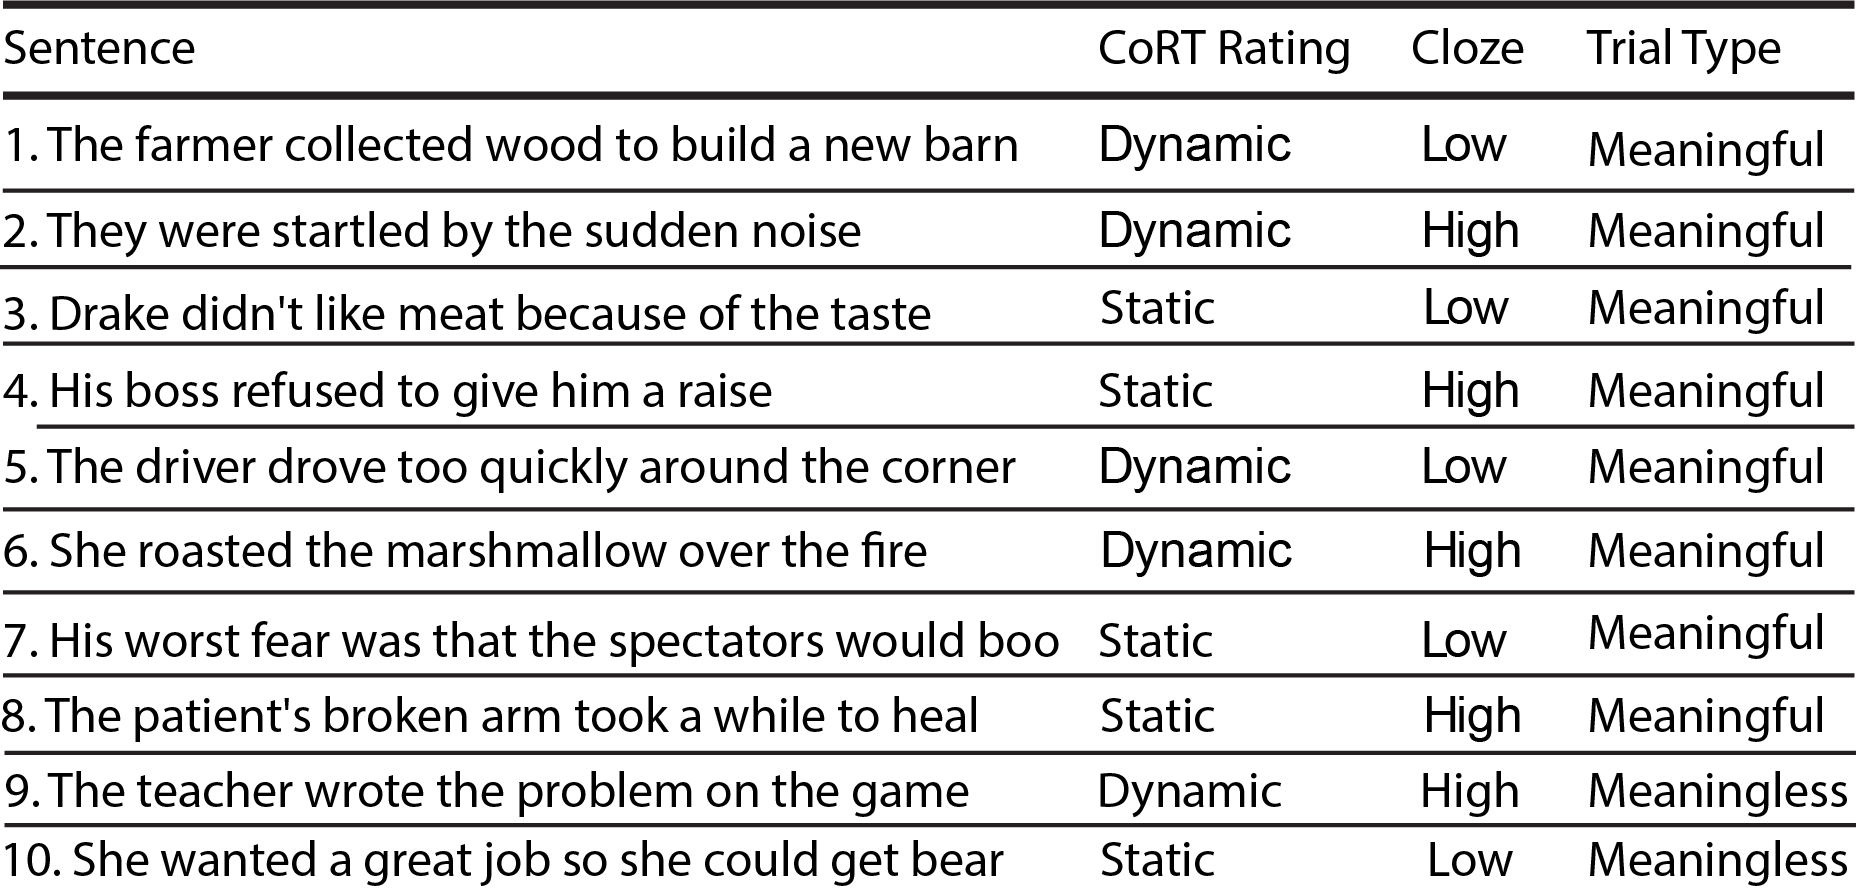 Sentence CoRT Rating Cloze Trial Type
1. The farmer collected wood to build a new barn Dynamic Low Meaningful
2. They were startled by the sudden noise Dynamic High Meaningful
3. Drake didn't like meat because of the taste Static Low Meaningful
4. His boss refused to give him a raise Static High Meaningful
5. The driver drove too quickly around the corner Dynamic Low Meaningful
6. She roasted the marshmallow over the fire Dynamic High Meaningful
7. His worst fear was that the spectators would boo Static Low Meaningful
8. The patient's broken arm took a while to heal Static High Meaningful
9. The teacher wrote the problem on the game Dynamic High Meaningless
10. She wanted a great job so she could get bear Static Low Meaningless